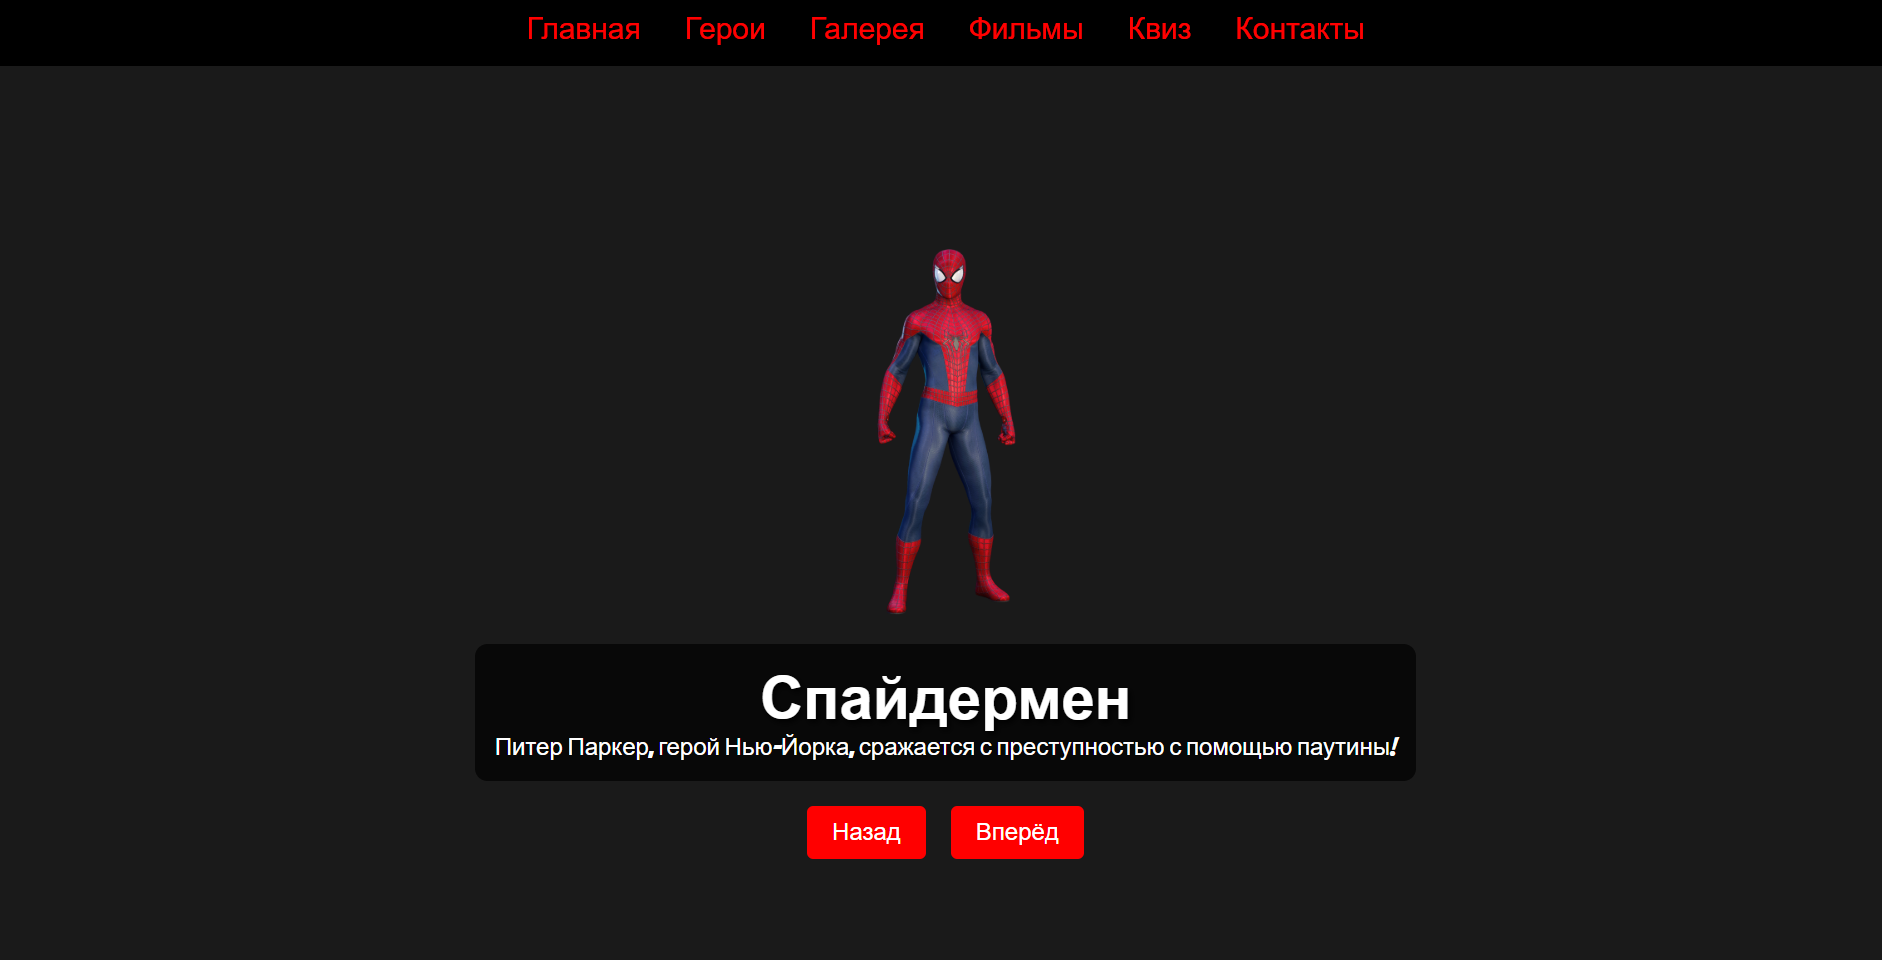 Главная Герои Галерея Фильмы Квиз Контакты
Спайдермен
Питер Паркер, герой Нью-Йорка, сражается с преступностью с помощью паутины!
Назад Вперёд